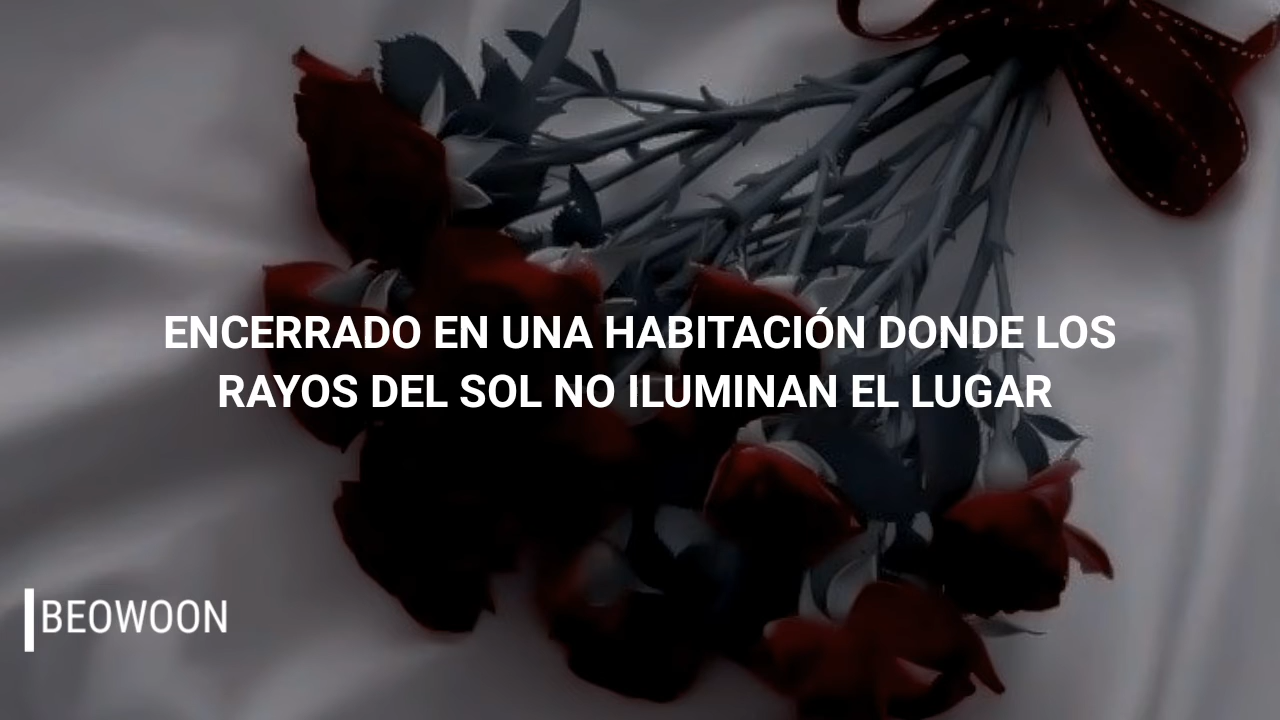 ENCERRADO EN UNA HABITACIÓN DONDE LOS
RAYOS DEL SOL NO ILUMINAN EL LUGAR
BEOWOON